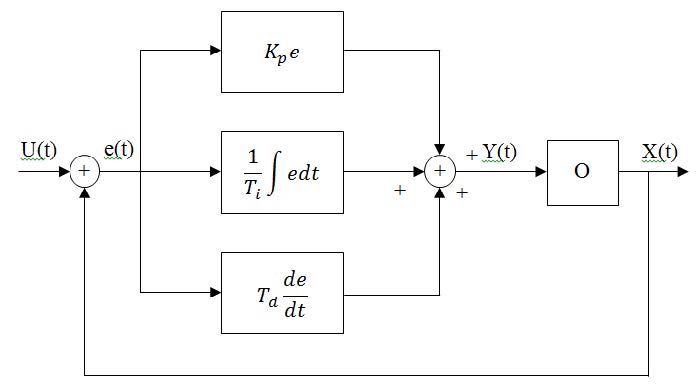 K_p e
U(t)
e(t)
+
1/T_i ∫ edt
+
+
+ Y(t)
+
O
X(t)
T_d de/dt